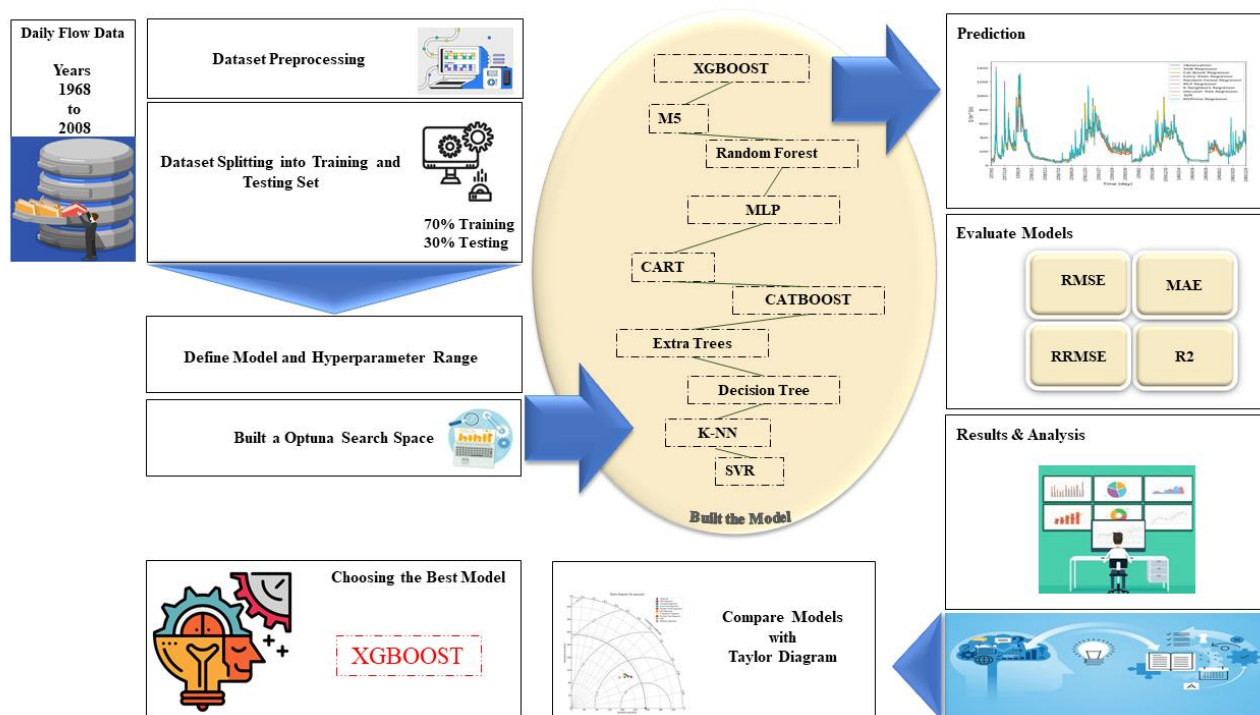 Daily Flow Data
Years
1968
to
2008
Dataset Preprocessing
Dataset Splitting into Training and
Testing Set
70% Training
30% Testing
Define Model and Hyperparameter Range
Built a Optuna Search Space
XGBOOST
M5
Random Forest
MLP
CART
CATBOOST
Extra Trees
Decision Tree
K-NN
SVR
Built the Model
Prediction
Time (day)
Evaluate Models
RMSE
MAE
RRMSE
R2
Results & Analysis
Compare Models
with
Taylor Diagram
Choosing the Best Model
XGBOOST